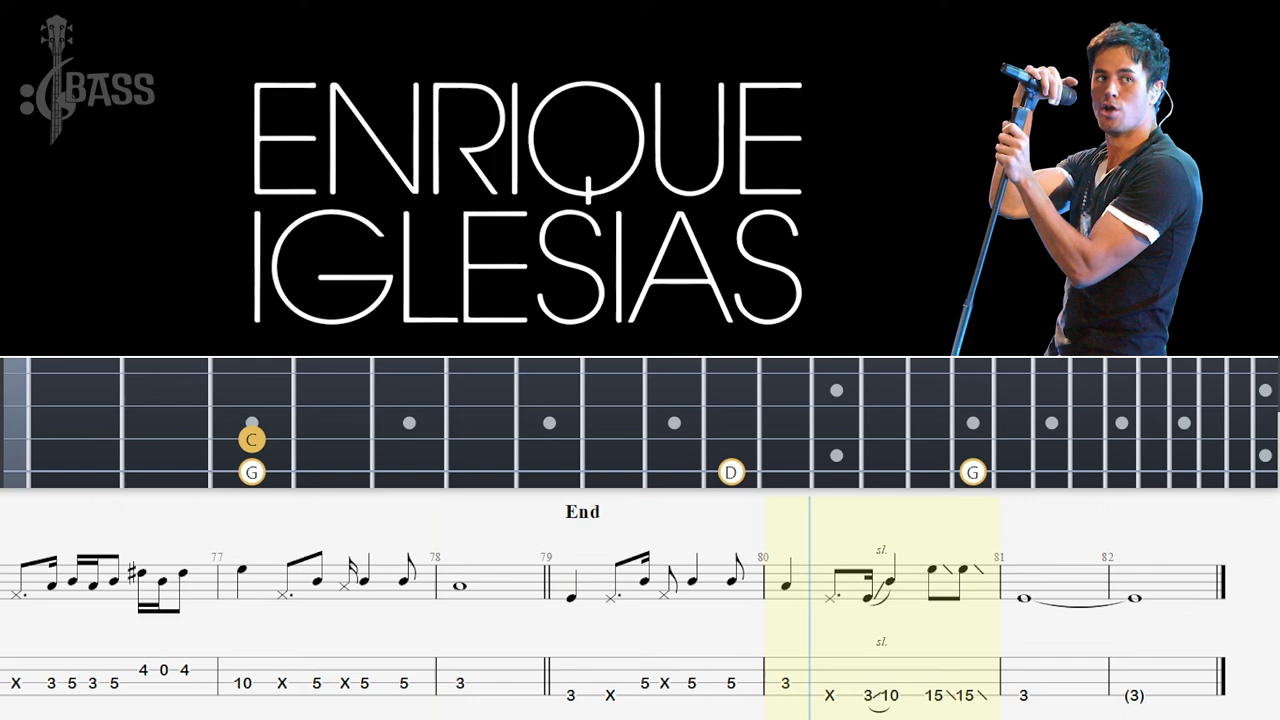 BASS
ENRIQUE
IGLESIAS
C
G D G
End
77 78 79 80 81 82
sl.
sl.
4 0 4
X 3 5 3 5 10 X 5 X 5 5 3 5 X 5 5 3
3 X X 3 10 15 15 3 (3)